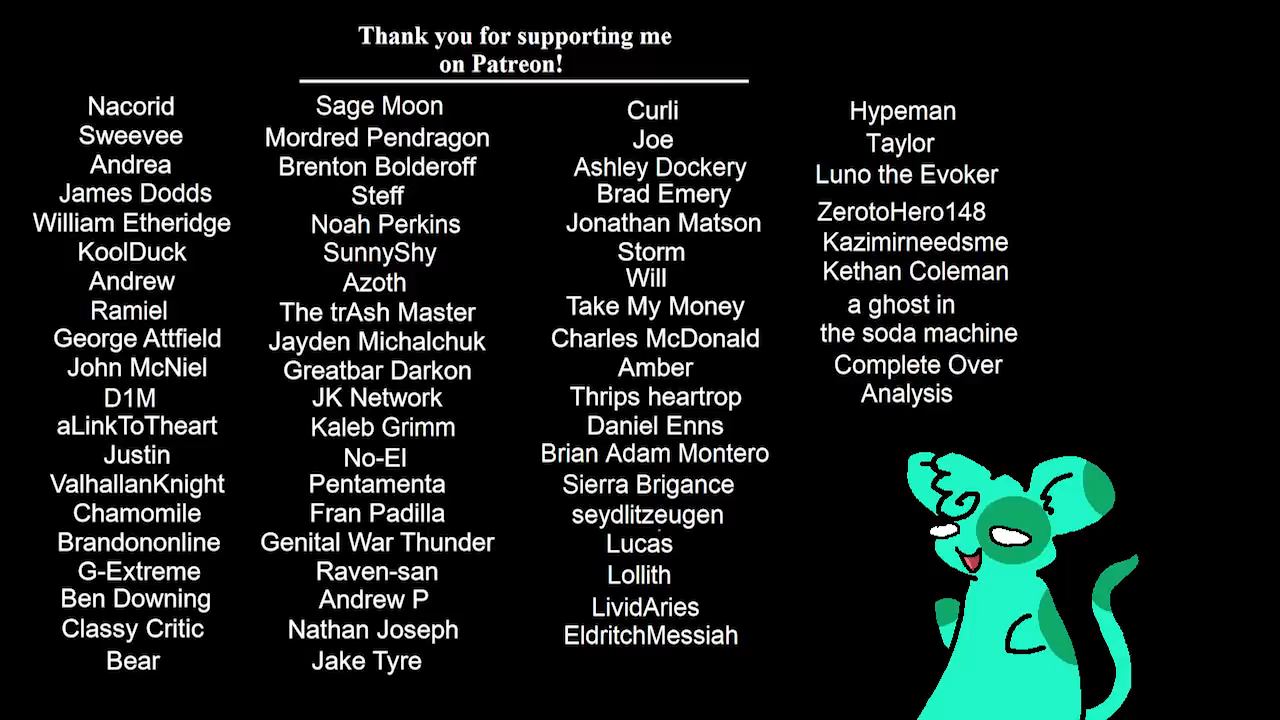 Thank you for supporting me
on Patreon!
Nacorid
Sweevee
Andrea
James Dodds
William Etheridge
KoolDuck
Andrew
Ramiel
George Attfield
John McNiel
D1M
aLinkToTheart
Justin
ValhallanKnight
Chamomile
Brandononline
G-Extreme
Ben Downing
Classy Critic
Bear
Sage Moon
Mordred Pendragon
Brenton Bolderoff
Steff
Noah Perkins
SunnyShy
Azoth
The trAsh Master
Jayden Michalchuk
Greatbar Darkon
JK Network
Kaleb Grimm
No-El
Pentamenta
Fran Padilla
Genital War Thunder
Raven-san
Andrew P
Nathan Joseph
Jake Tyre
Curli
Joe
Ashley Dockery
Brad Emery
Jonathan Matson
Storm
Will
Take My Money
Charles McDonald
Amber
Thrips heartrop
Daniel Enns
Brian Adam Montero
Sierra Brigance
seydlitzeugen
Lucas
Lollith
LividAries
EldritchMessiah
Hypeman
Taylor
Luno the Evoker
ZerotoHero148
Kazimirneedsme
Kethan Coleman
a ghost in
the soda machine
Complete Over
Analysis